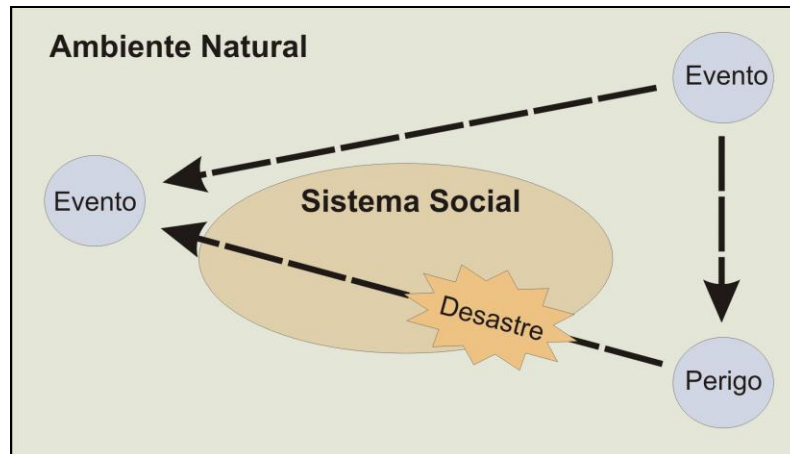 Ambiente Natural
Evento
Evento
Sistema Social
Desastre
Perigo